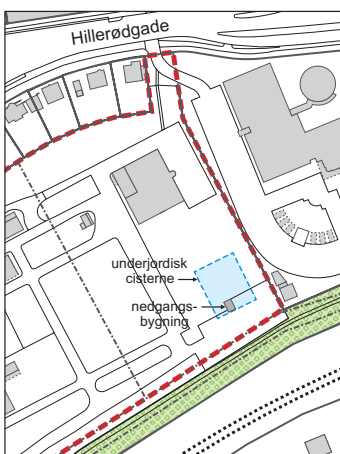 Hillerødgade
underjordisk
cisterne
nedgangs-
bygning